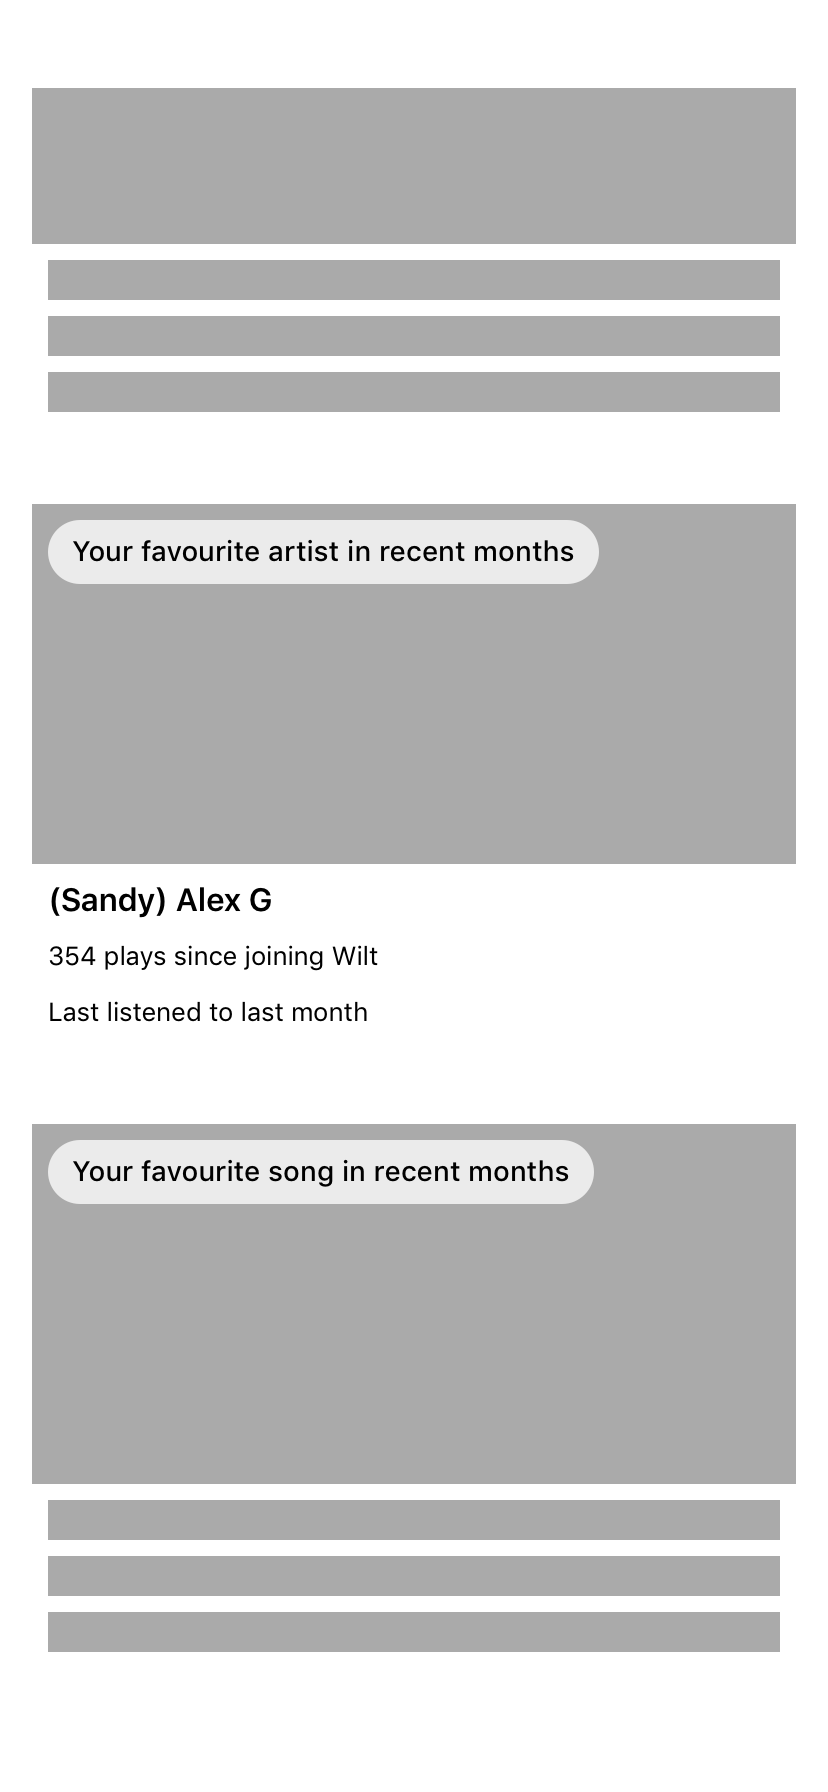 Your favourite artist in recent months
(Sandy) Alex G
354 plays since joining Wilt
Last listened to last month
Your favourite song in recent months